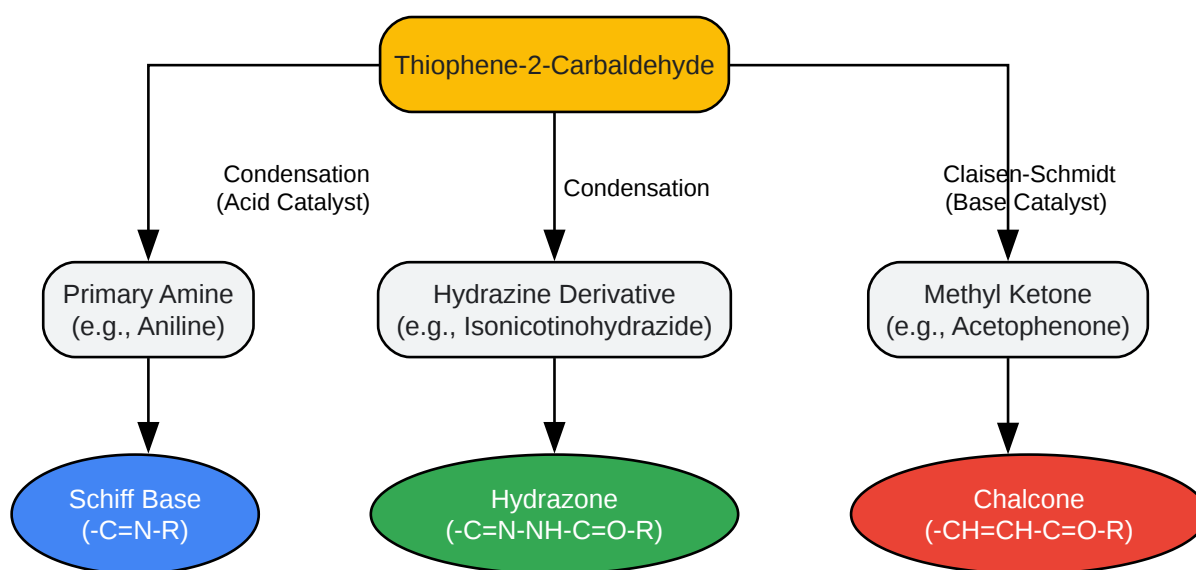 Thiophene-2-Carbaldehyde
Condensation
(Acid Catalyst)
Condensation
Claisen-Schmidt
(Base Catalyst)
Primary Amine
(e.g., Aniline)
Hydrazine Derivative
(e.g., Isonicotinohydrazide)
Methyl Ketone
(e.g., Acetophenone)
Schiff Base
(-C=N-R)
Hydrazone
(-C=N-NH-C=O-R)
Chalcone
(-CH=CH-C=O-R)